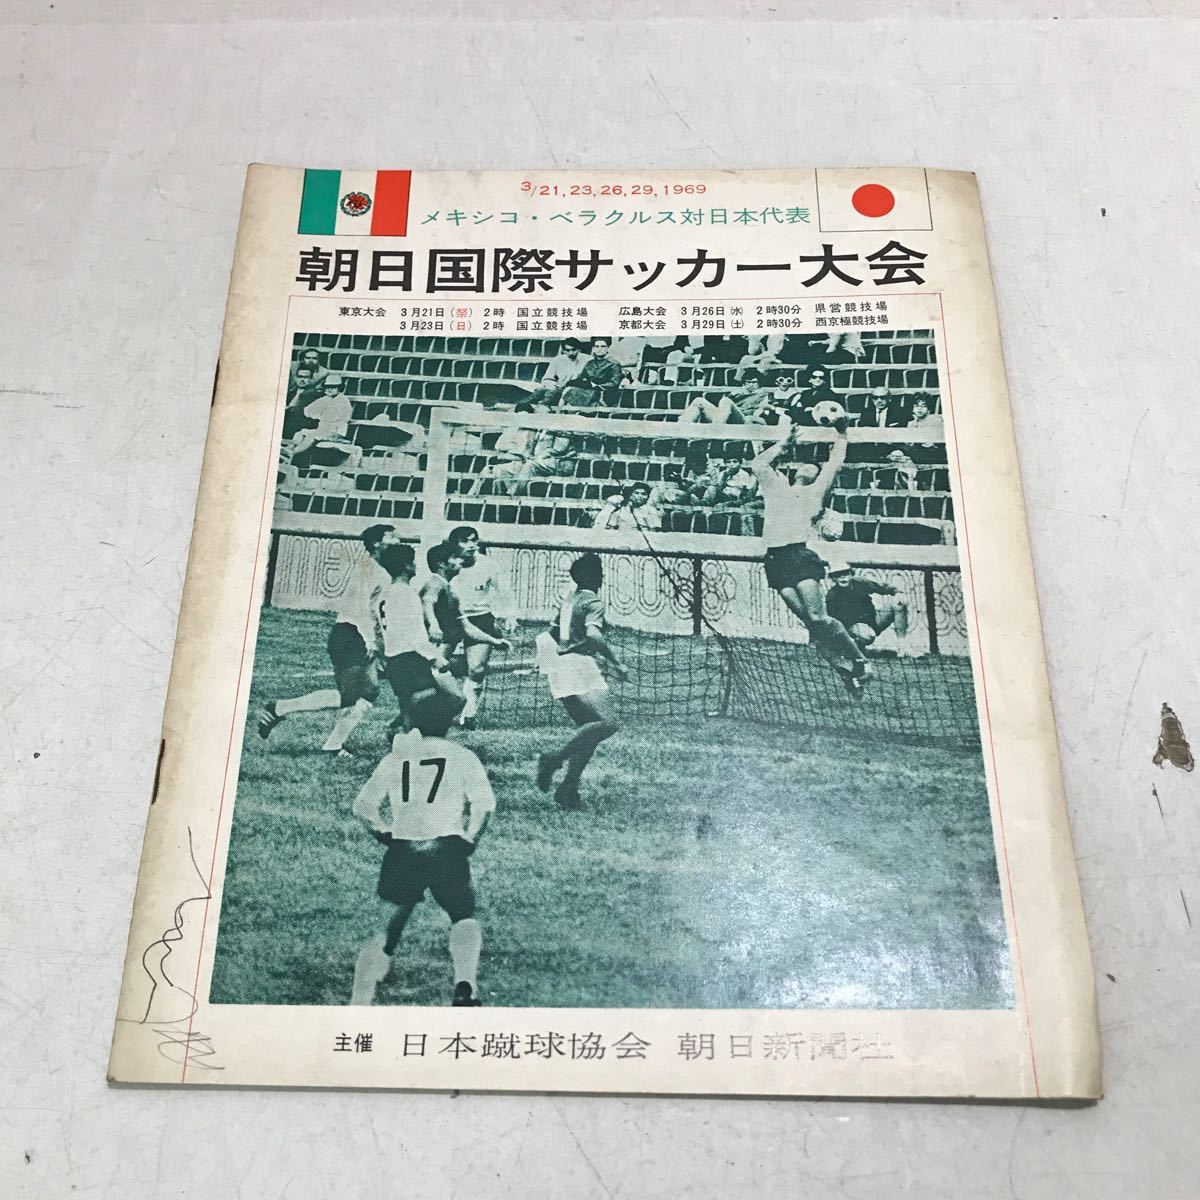 3/21,23,26,29,1969
メキシコ・ベラクルス対日本代表
朝日国際サッカー大会
東京大会 3月21日(祭) 2時 国立競技場 広島大会 3月26日(水) 2時30分 県営競技場
3月23日(日) 2時 国立競技場 京都大会 3月29日(土) 2時30分 西京極競技場
17
主催 日本蹴球協会 朝日新聞社